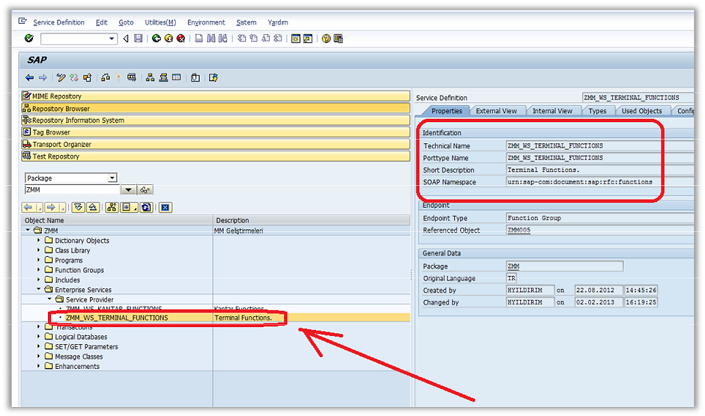 Service Definition Edit Goto Utilities(M) Environment Sistem Yardım
SAP
MIME Repository
Repository Browser
Repository Information System
Tag Browser
Transport Organizer
Test Repository
Package
ZMM
Object Name Description
ZMM MM Geliştirmeleri
Dictionary Objects
Class Library
Programs
Function Groups
Includes
Enterprise Services
Service Provider
ZMM_WS_KANTAR_FUNCTIONS Kantar Functions.
ZMM_WS_TERMINAL_FUNCTIONS Terminal Functions.
Transactions
Logical Databases
SET/GET Parameters
Message Classes
Enhancements
Service Definition ZMM_WS_TERMINAL_FUNCTIONS
Properties External View Internal View Types Used Objects Confi
Identification
Technical Name ZMM_WS_TERMINAL_FUNCTIONS
Porttype Name ZMM_WS_TERMINAL_FUNCTIONS
Short Description Terminal Functions.
SOAP Namespace urn:sap-com:document:sap:rfc:functions
Endpoint
Endpoint Type Function Group
Referenced Object ZMM005
General Data
Package ZMM
Original Language TR
Created by HYILDIRIM on 22.08.2012 14:45:26
Changed by HYILDIRIM on 02.02.2013 16:19:25